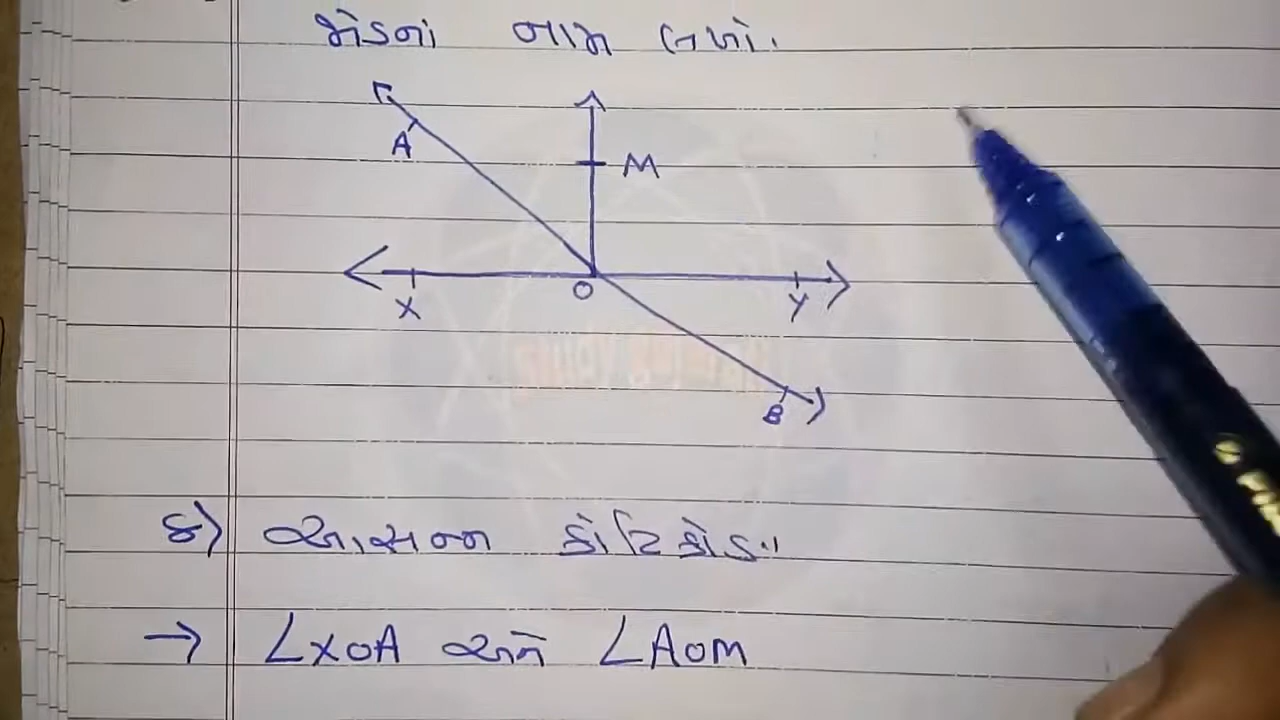 જોડના નામ લખો.
A
M
X
O
Y
B
ક) આસન્ન કોટિકોણ.
→ ∠XOA અને ∠AOM